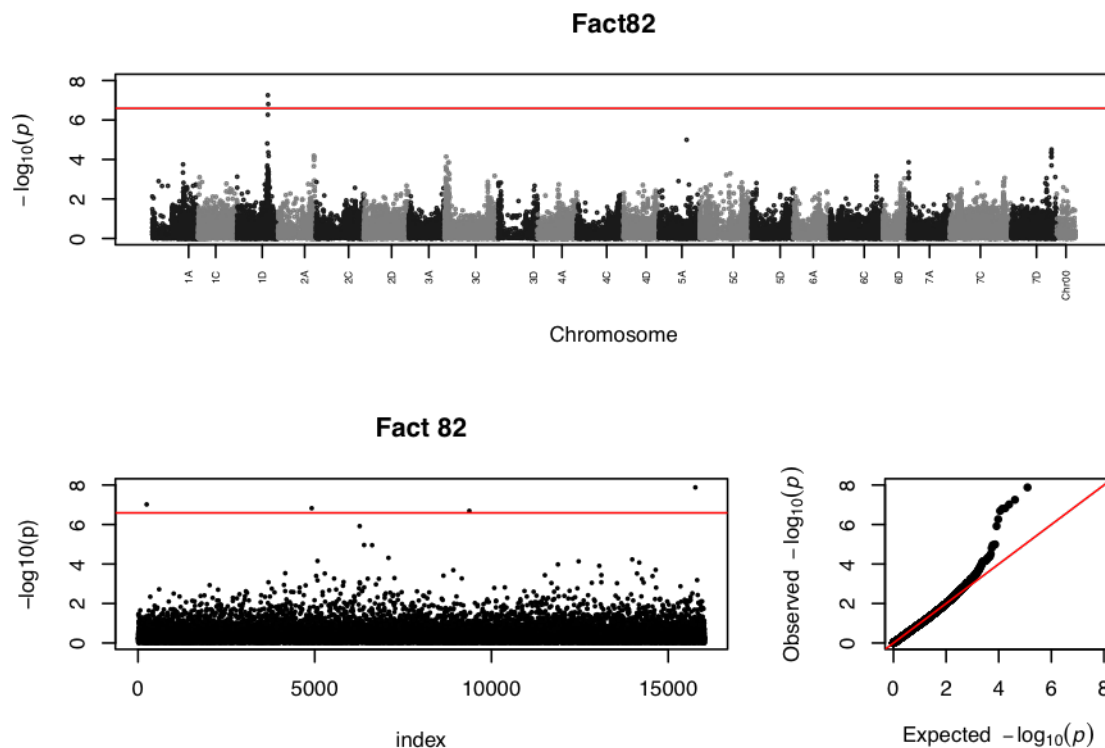 Fact82
8
6
4
2
0
− log₁₀(p)
1A 1C 1D 2A 2C 2D 3A 3C 3D 4A 4C 4D 5A 5C 5D 6A 6C 6D 7A 7C 7D Chr00
Chromosome
Fact 82
8
6
4
2
0
−log10(p)
0 5000 10000 15000
index
8
6
4
2
0
Observed −log₁₀(p)
0 2 4 6 8
Expected −log₁₀(p)